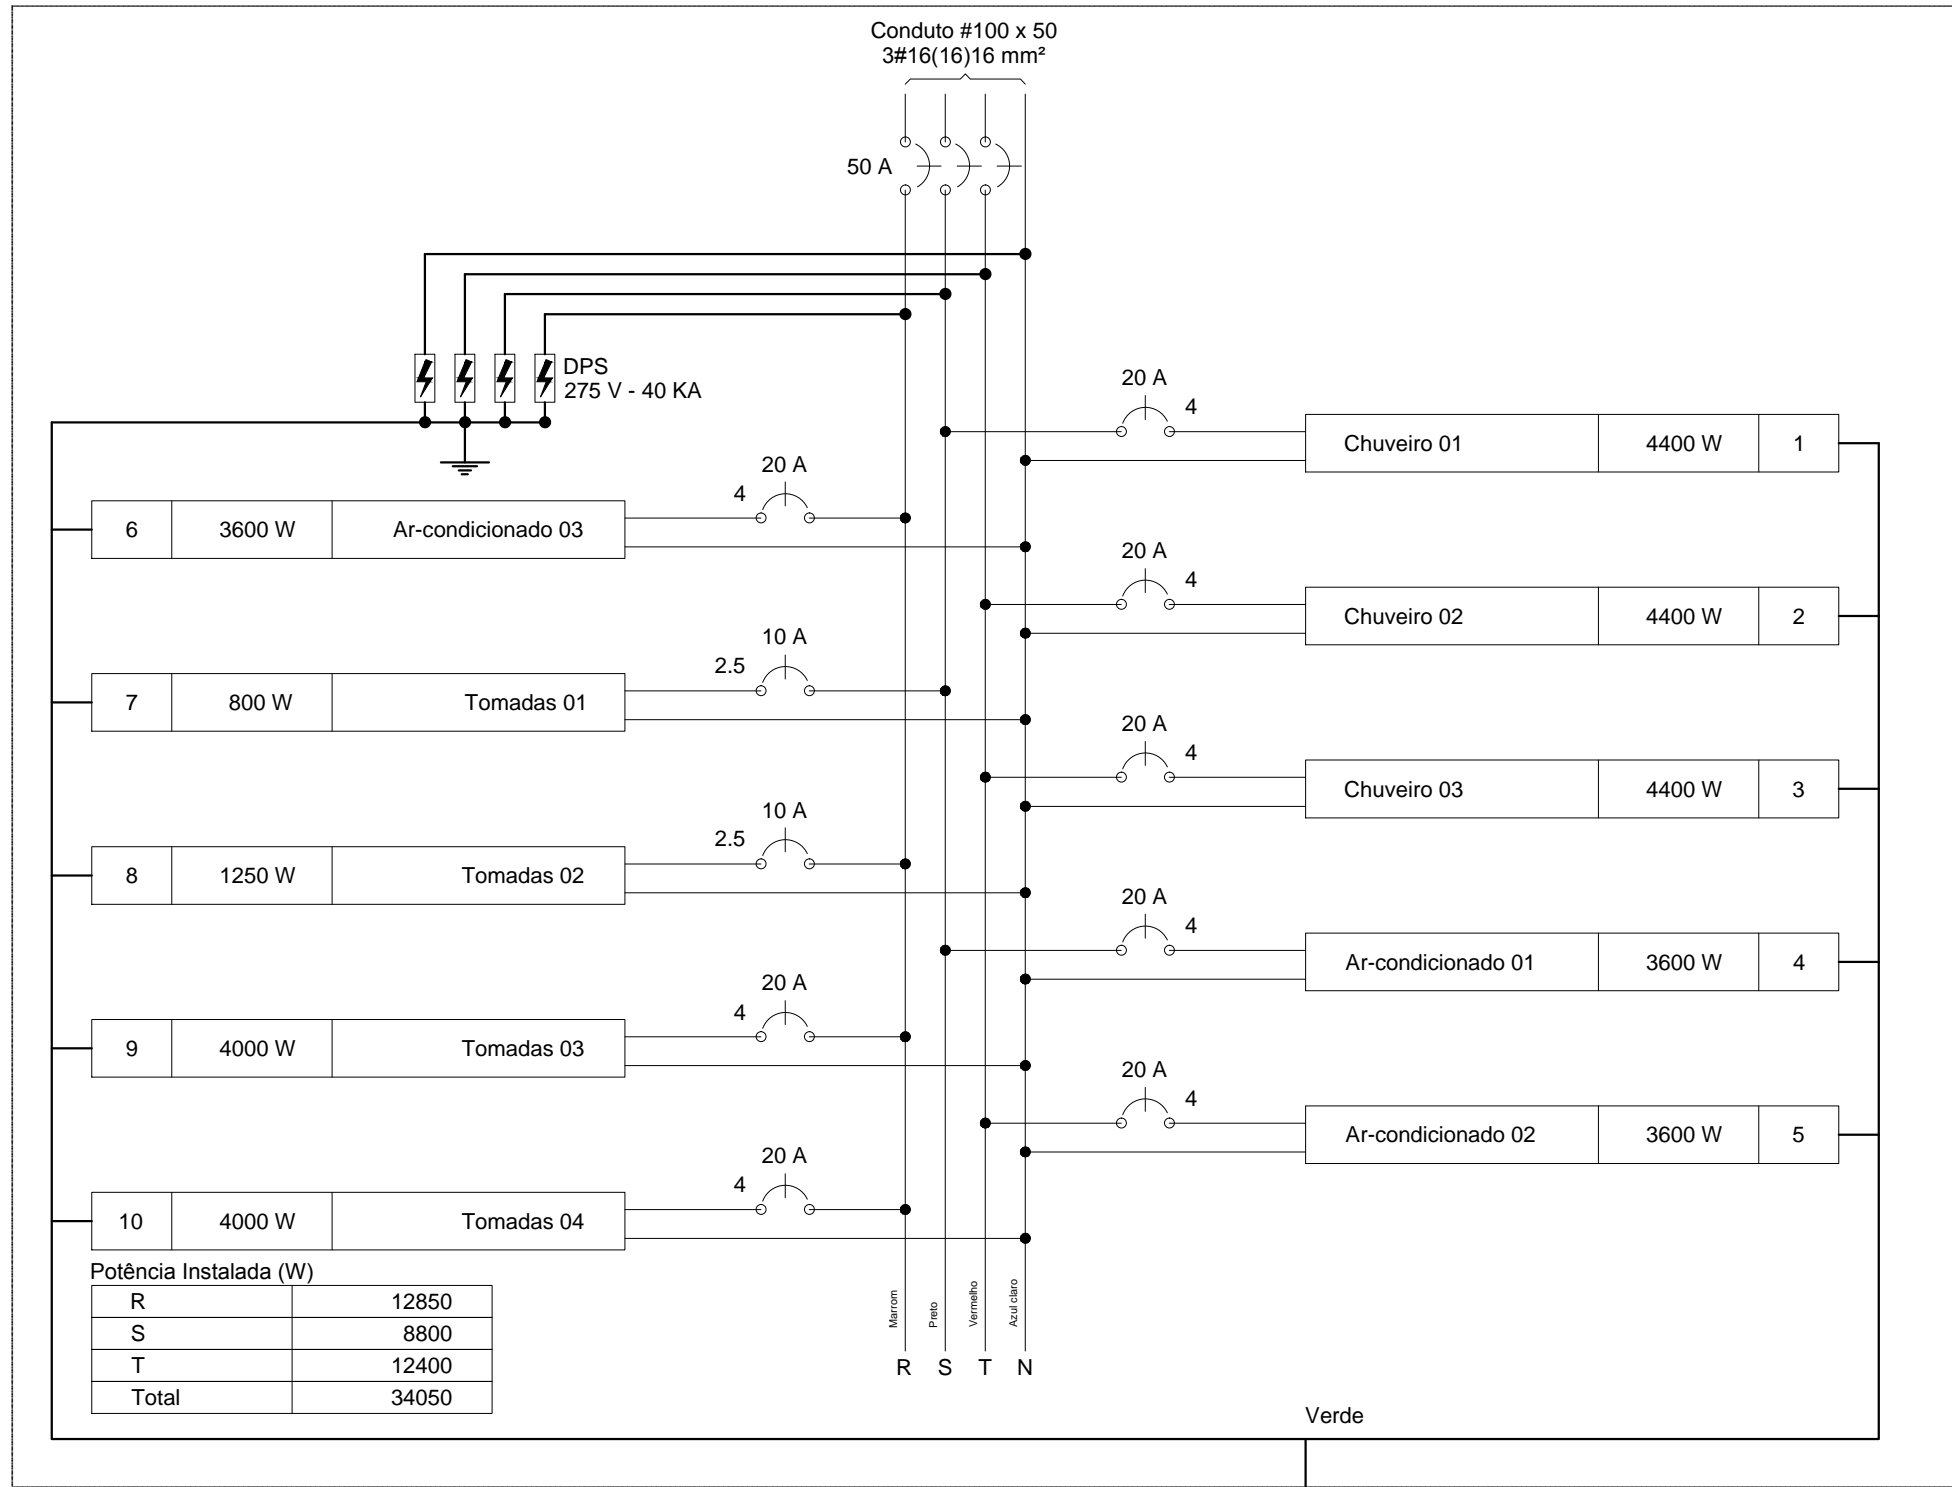 Conduto #100 x 50
3#16(16)16 mm²
50 A
DPS
275 V - 40 KA
20 A
4
Chuveiro 01 4400 W 1
20 A
4
6 3600 W Ar-condicionado 03
20 A
4
Chuveiro 02 4400 W 2
10 A
2.5
7 800 W Tomadas 01
20 A
4
Chuveiro 03 4400 W 3
10 A
2.5
8 1250 W Tomadas 02
20 A
4
Ar-condicionado 01 3600 W 4
20 A
4
9 4000 W Tomadas 03
20 A
4
Ar-condicionado 02 3600 W 5
20 A
4
10 4000 W Tomadas 04
Potência Instalada (W)
R 12850
S 8800
T 12400
Total 34050
Marrom
Preto
Vermelho
Azul claro
R S T N
Verde